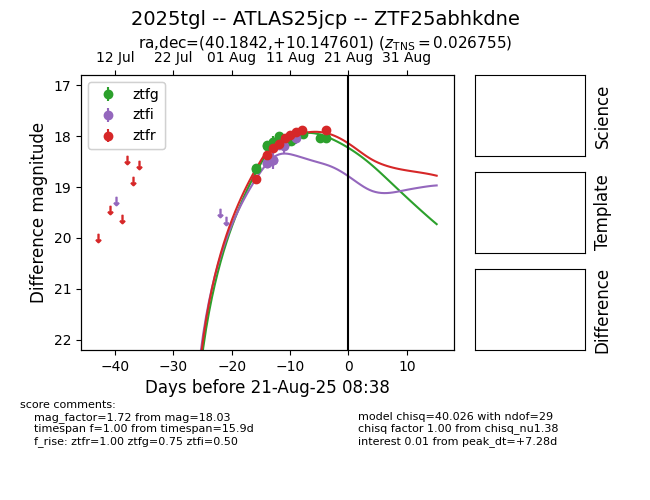 2025tgl -- ATLAS25jcp -- ZTF25abhkdne
ra,dec=(40.1842,+10.147601) (z_TNS = 0.026755)
12 Jul 22 Jul 01 Aug 11 Aug 21 Aug 31 Aug
ztfg
ztfi
ztfr
17
18
19
20
21
22
Difference magnitude
−40 −30 −20 −10 0 10
Days before 21-Aug-25 08:38
Science
Template
Difference
score comments:
mag_factor=1.72 from mag=18.03
timespan f=1.00 from timespan=15.9d
f_rise: ztfr=1.00 ztfg=0.75 ztfi=0.50
model chisq=40.026 with ndof=29
chisq factor 1.00 from chisq_nu1.38
interest 0.01 from peak_dt=+7.28d